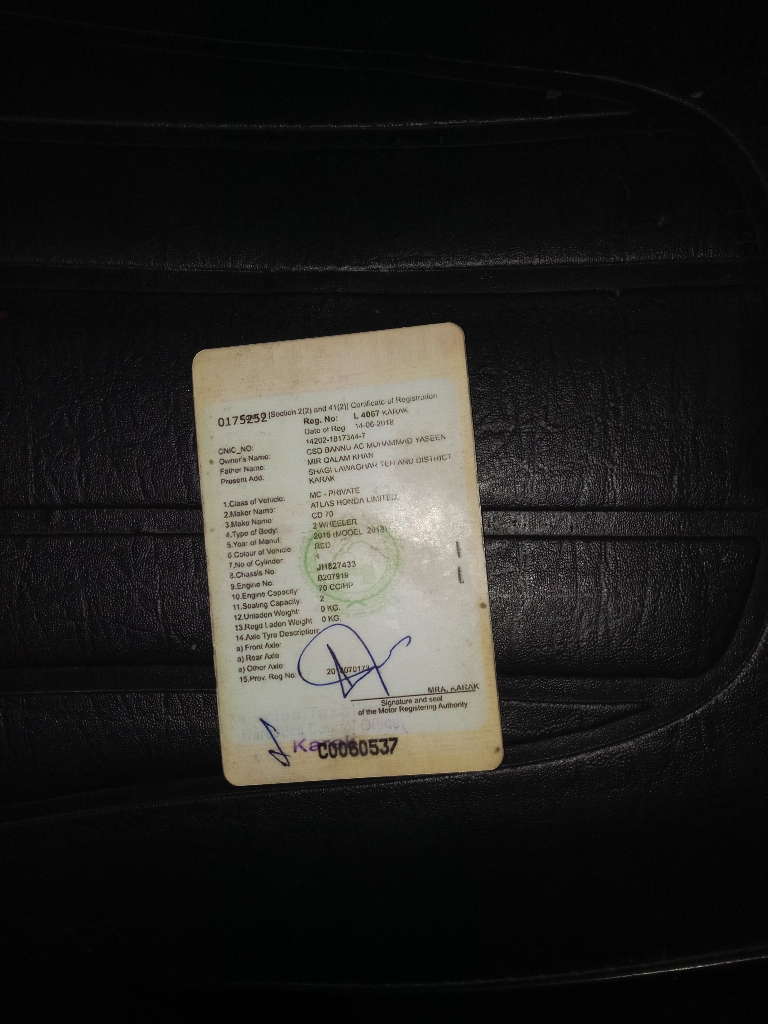 0175252 [Section 2(2) and 41(2)] Certificate of Registration
Reg. No: L 4067 KARAK
Date of Reg 14-06-2018
CNIC_NO: 14202-1817344-7
Owner's Name: CSD BANNU AC MUHAMMAD YASEEN
Father Name: MIR QALAM KHAN
Present Add: SHAGI LAWAGHAR TEH AND DISTRICT
KARAK
1.Class of Vehicle: MC - PRIVATE
2.Maker Name: ATLAS HONDA LIMITED
3.Make Name: CD 70
4.Type of Body: 2 WHEELER
5.Year of Manuf: 2018 (MODEL 2018)
6 Colour of Vehicle RED
7.No of Cylinder: 1
8.Chassis No: JH827433
9.Engine No: B207919
10.Engine Capacity: 70 CC/HP
11.Seating Capacity: 2
12.Unladen Weight: 0 KG.
13.Regd Laden Weight: 0 KG.
14.Axle Tyre Description:
a) Front Axle:
a) Rear Axle
a) Other Axle:
15.Prev. Reg No:
MRA, KARAK
Signature and seal
of the Motor Registering Authority
Karak
C0060537